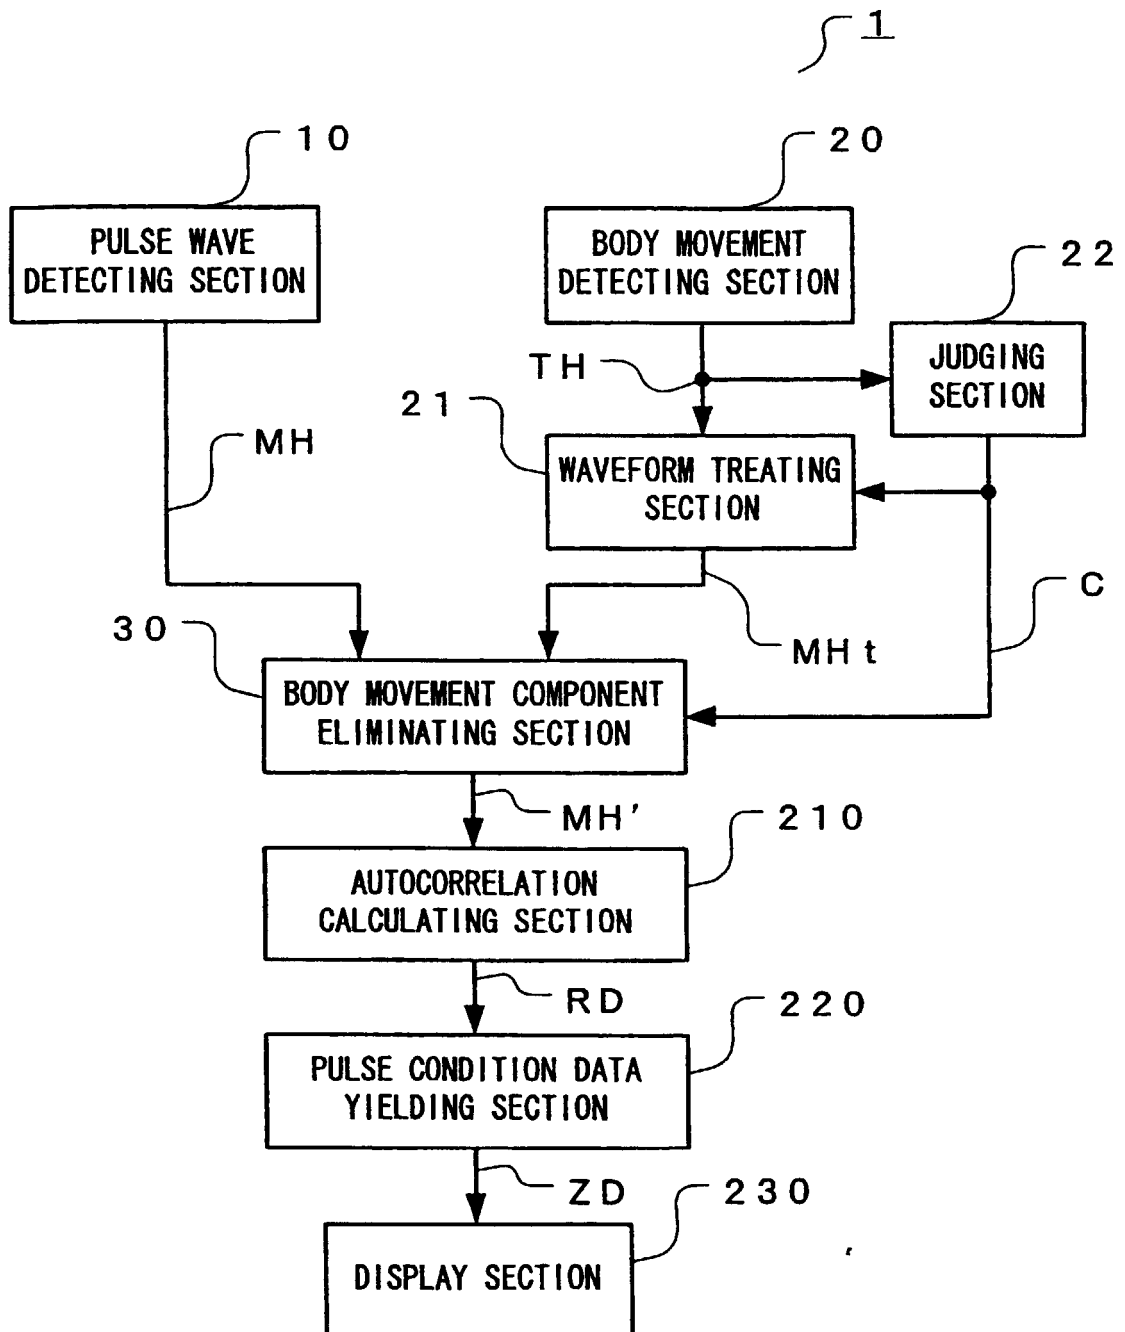 1
10
20
PULSE WAVE
DETECTING SECTION
BODY MOVEMENT
DETECTING SECTION
22
TH
JUDGING
SECTION
21
MH
WAVEFORM TREATING
SECTION
C
30
MHt
BODY MOVEMENT COMPONENT
ELIMINATING SECTION
MH'
210
AUTOCORRELATION
CALCULATING SECTION
RD
220
PULSE CONDITION DATA
YIELDING SECTION
ZD
230
DISPLAY SECTION